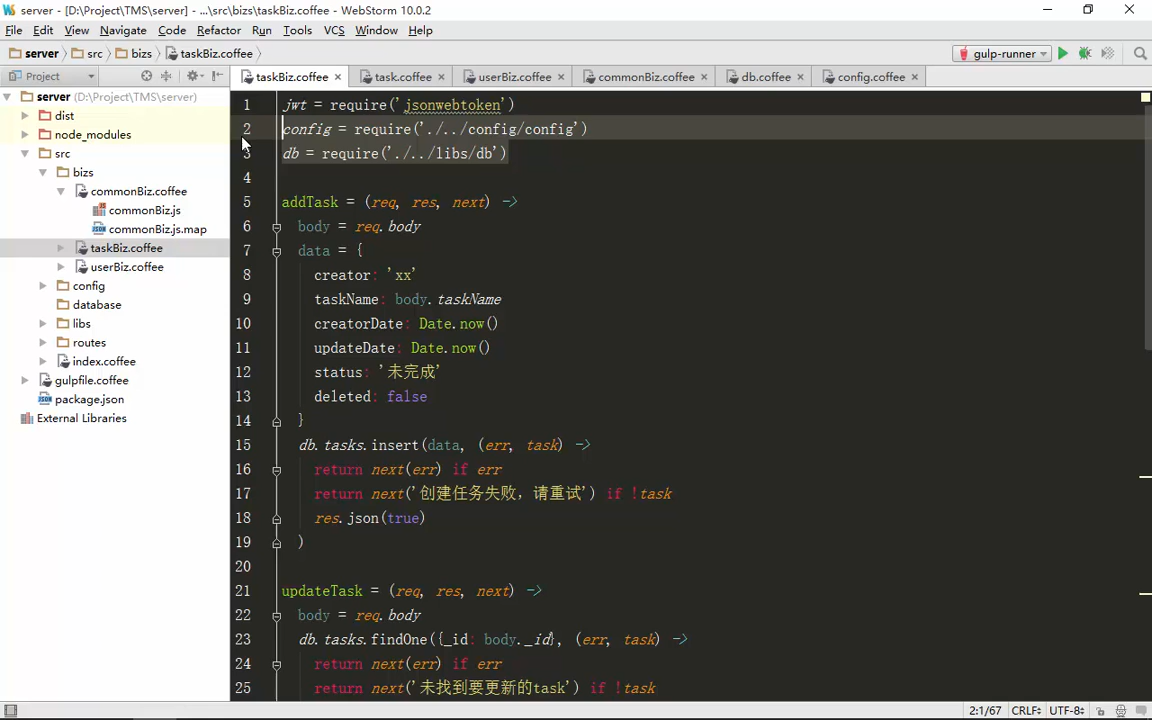 server - [D:\Project\TMS\server] - ...\src\bizs\taskBiz.coffee - WebStorm 10.0.2
File Edit View Navigate Code Refactor Run Tools VCS Window Help
server src bizs taskBiz.coffee
gulp-runner
Project
taskBiz.coffee task.coffee userBiz.coffee commonBiz.coffee db.coffee config.coffee
server (D:\Project\TMS\server)
dist
node_modules
src
bizs
commonBiz.coffee
commonBiz.js
commonBiz.js.map
taskBiz.coffee
userBiz.coffee
config
database
libs
routes
index.coffee
gulpfile.coffee
package.json
External Libraries
1 jwt = require('jsonwebtoken')
2 config = require('./../config/config')
3 db = require('./../libs/db')
4
5 addTask = (req, res, next) ->
6 body = req.body
7 data = {
8 creator: 'xx'
9 taskName: body.taskName
10 creatorDate: Date.now()
11 updateDate: Date.now()
12 status: '未完成'
13 deleted: false
14 }
15 db.tasks.insert(data, (err, task) ->
16 return next(err) if err
17 return next('创建任务失败，请重试') if !task
18 res.json(true)
19 )
20
21 updateTask = (req, res, next) ->
22 body = req.body
23 db.tasks.findOne({_id: body._id}, (err, task) ->
24 return next(err) if err
25 return next('未找到要更新的task') if !task
2:1/67 CRLF UTF-8